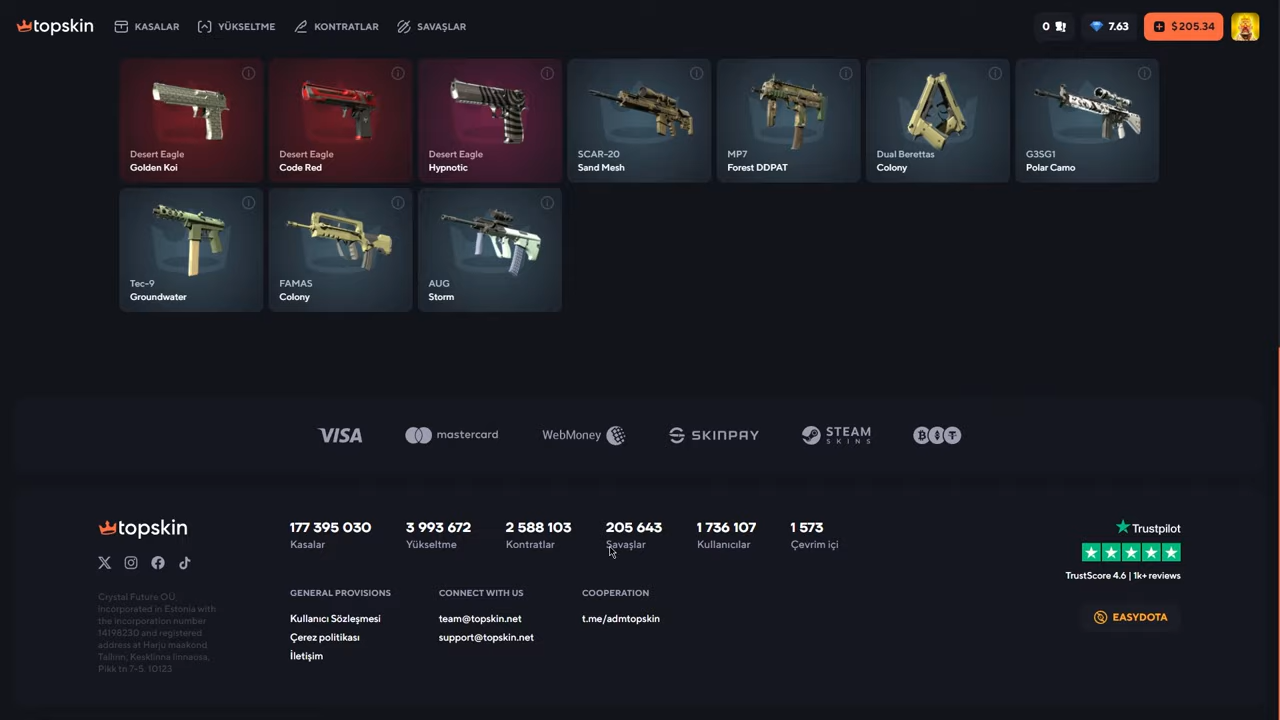 topskin KASALAR YÜKSELTME KONTRATLAR SAVAŞLAR 0 7.63 $205.34
Desert Eagle
Golden Koi
Desert Eagle
Code Red
Desert Eagle
Hypnotic
SCAR-20
Sand Mesh
MP7
Forest DDPAT
Dual Berettas
Colony
G3SG1
Polar Camo
Tec-9
Groundwater
FAMAS
Colony
AUG
Storm
VISA mastercard WebMoney SKINPAY STEAM SKINS
topskin
177 395 030
Kasalar
3 993 672
Yükseltme
2 588 103
Kontratlar
205 643
Savaşlar
1 736 107
Kullanıcılar
1 573
Çevrim içi
Crystal Future OÜ,
incorporated in Estonia with
the incorporation number
14198230 and registered
address at Harju maakond,
Tallinn, Kesklinna linnaosa,
Pikk tn 7-5, 10123
GENERAL PROVISIONS
Kullanıcı Sözleşmesi
Çerez politikası
İletişim
CONNECT WITH US
team@topskin.net
support@topskin.net
COOPERATION
t.me/admtopskin
Trustpilot
TrustScore 4.6 | 1k+ reviews
EASYDOTA